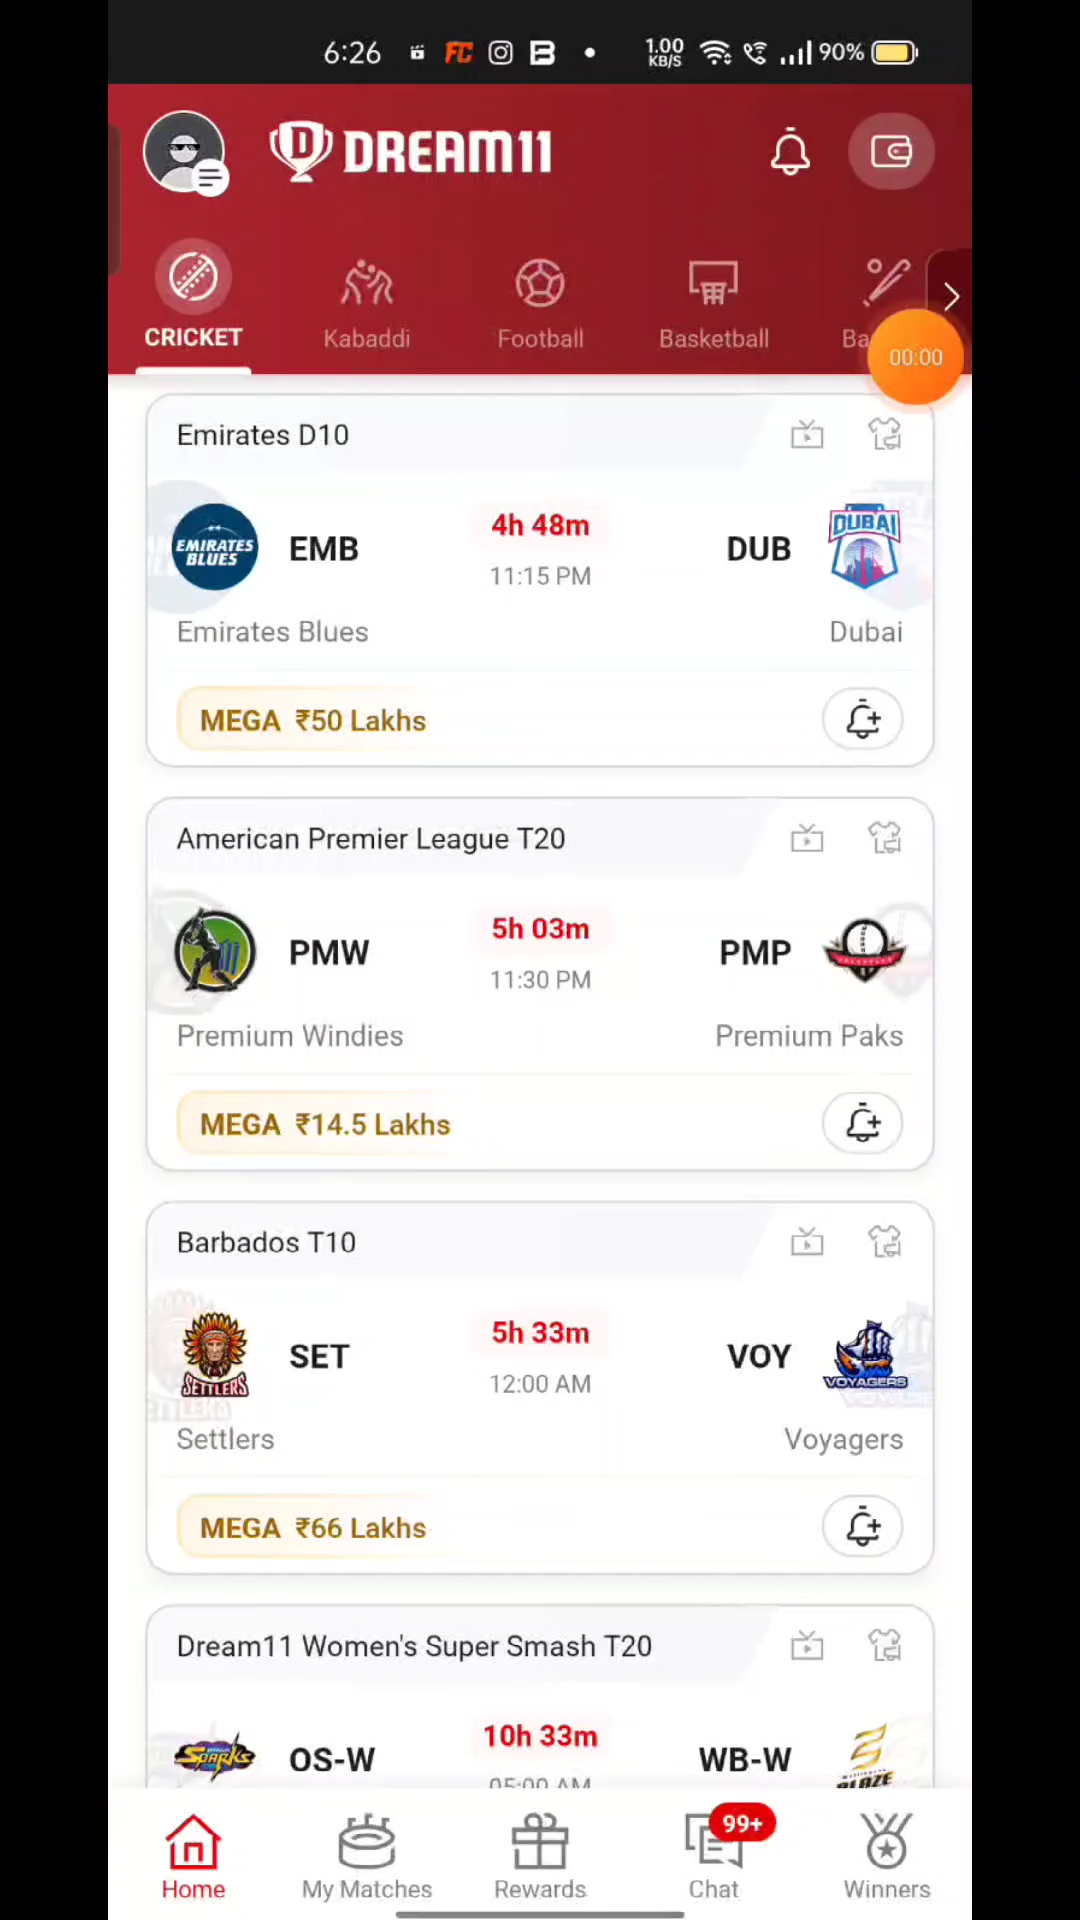 6:26 FC 1.00 KB/S 90%
DREAM11
CRICKET Kabaddi Football Basketball Ba
00:00
Emirates D10
EMIRATES BLUES EMB 4h 48m DUB DUBAI
11:15 PM
Emirates Blues Dubai
MEGA ₹50 Lakhs
American Premier League T20
PMW 5h 03m PMP
11:30 PM
Premium Windies Premium Paks
MEGA ₹14.5 Lakhs
Barbados T10
SETTLERS SET 5h 33m VOY VOYAGERS
12:00 AM
Settlers Voyagers
MEGA ₹66 Lakhs
Dream11 Women's Super Smash T20
SPARKS OS-W 10h 33m WB-W BLAZE
05:00 AM
99+
Home My Matches Rewards Chat Winners